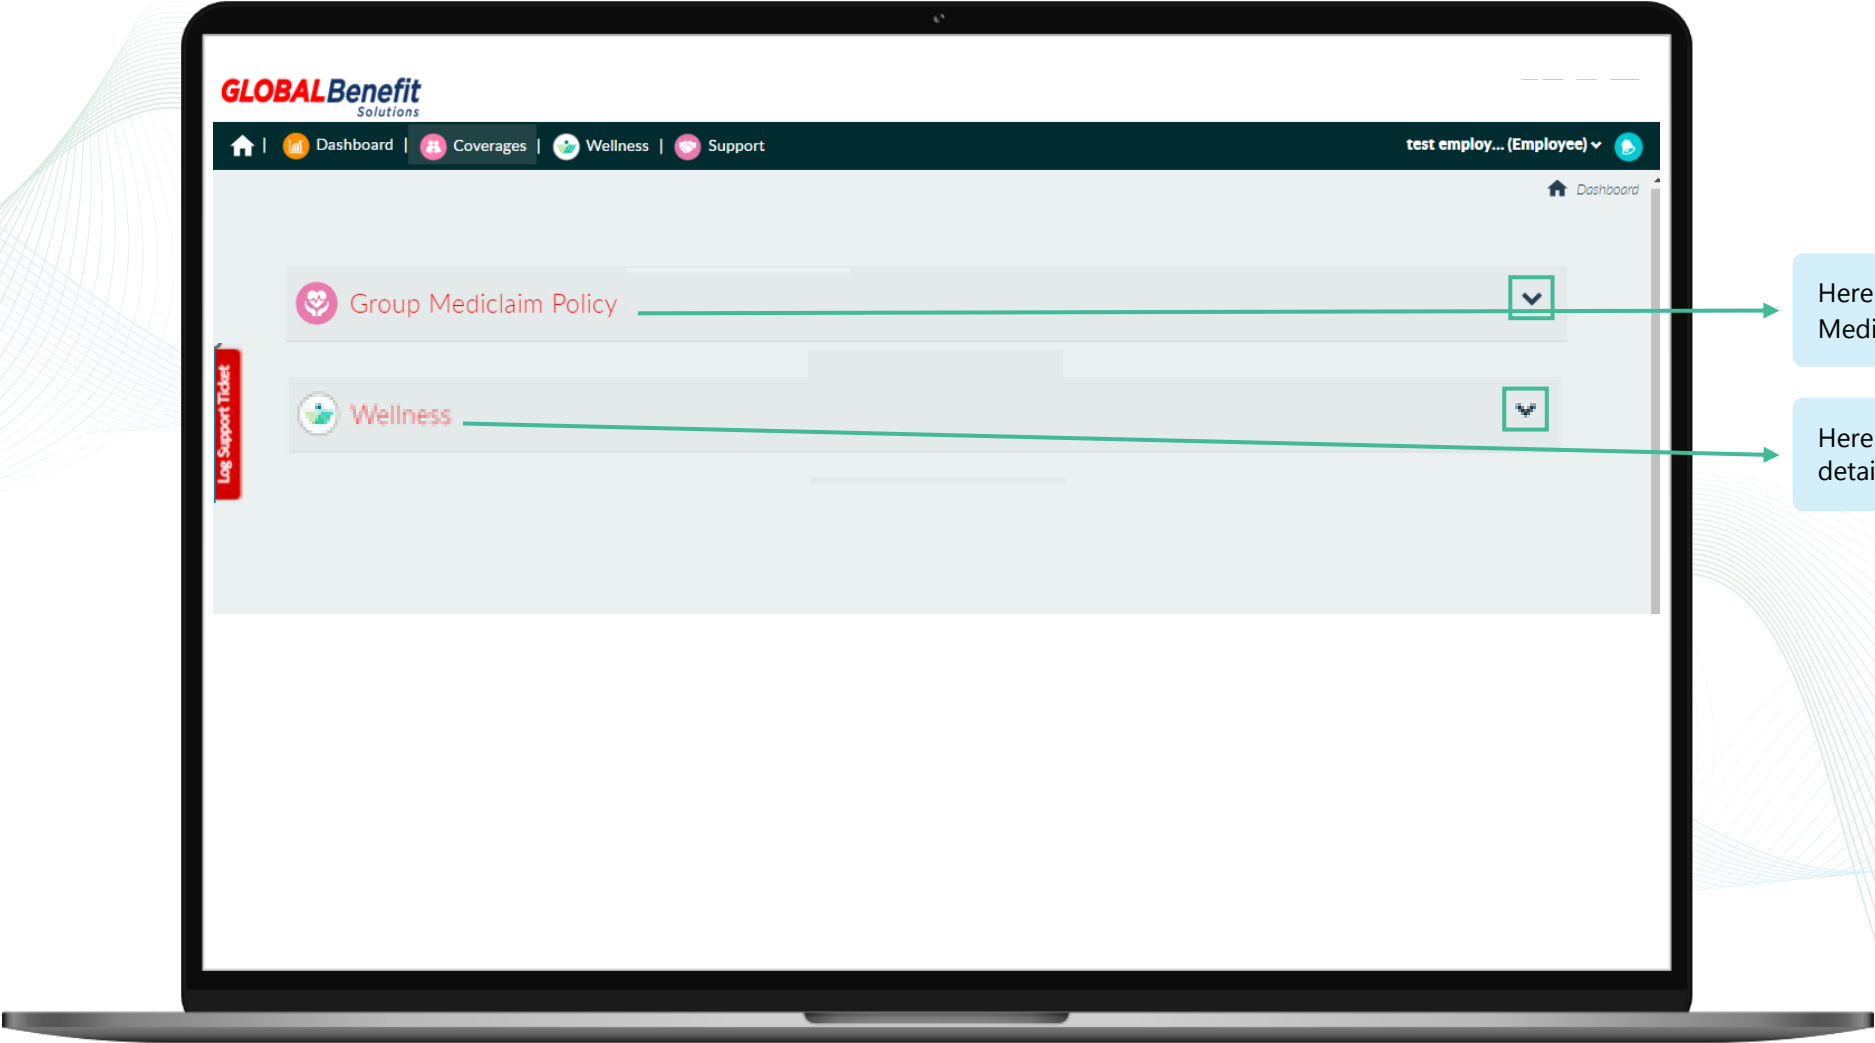 GLOBALBenefit
Solutions
| Dashboard | Coverages | Wellness | Support
test employ... (Employee)
Dashboard
Group Mediclaim Policy
Here
Medi
Log Support Ticket
Wellness
Here
detai